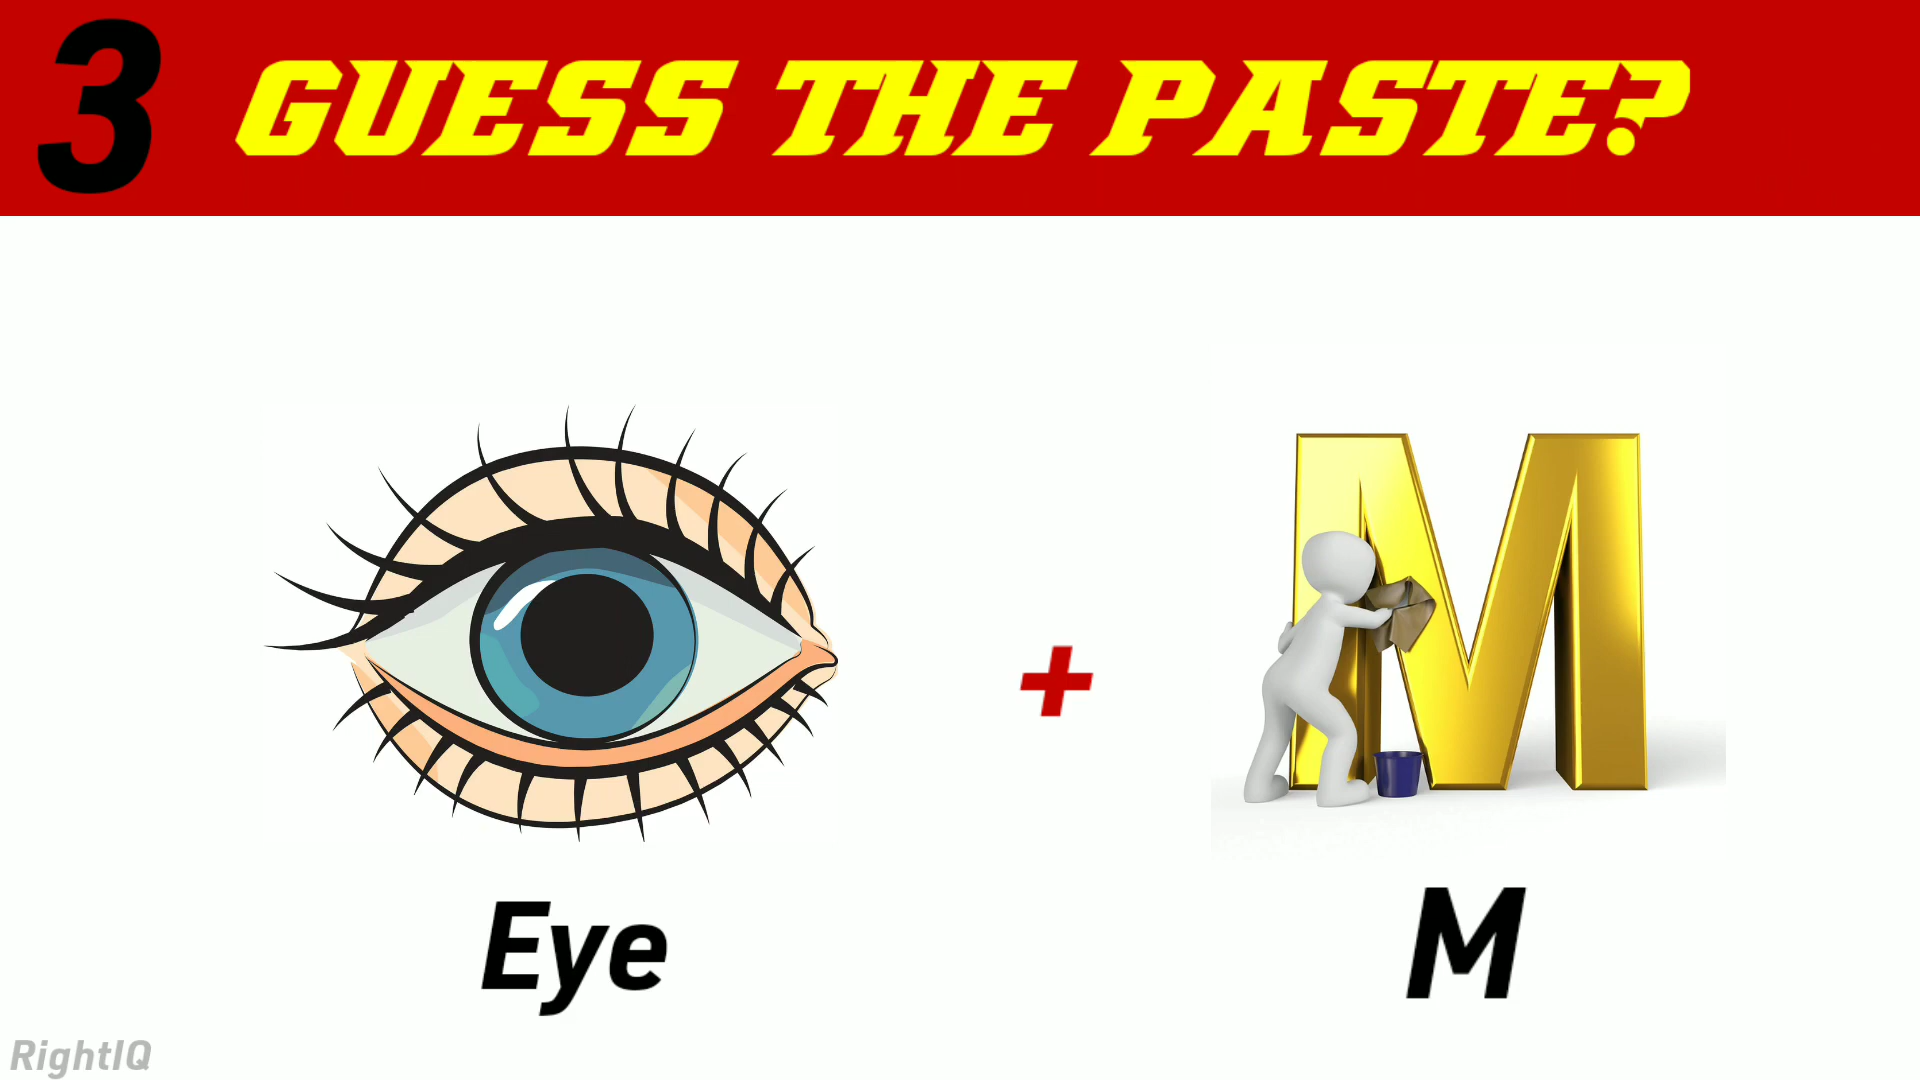 3 GUESS THE PASTE?
+
M
Eye
M
RightIQ